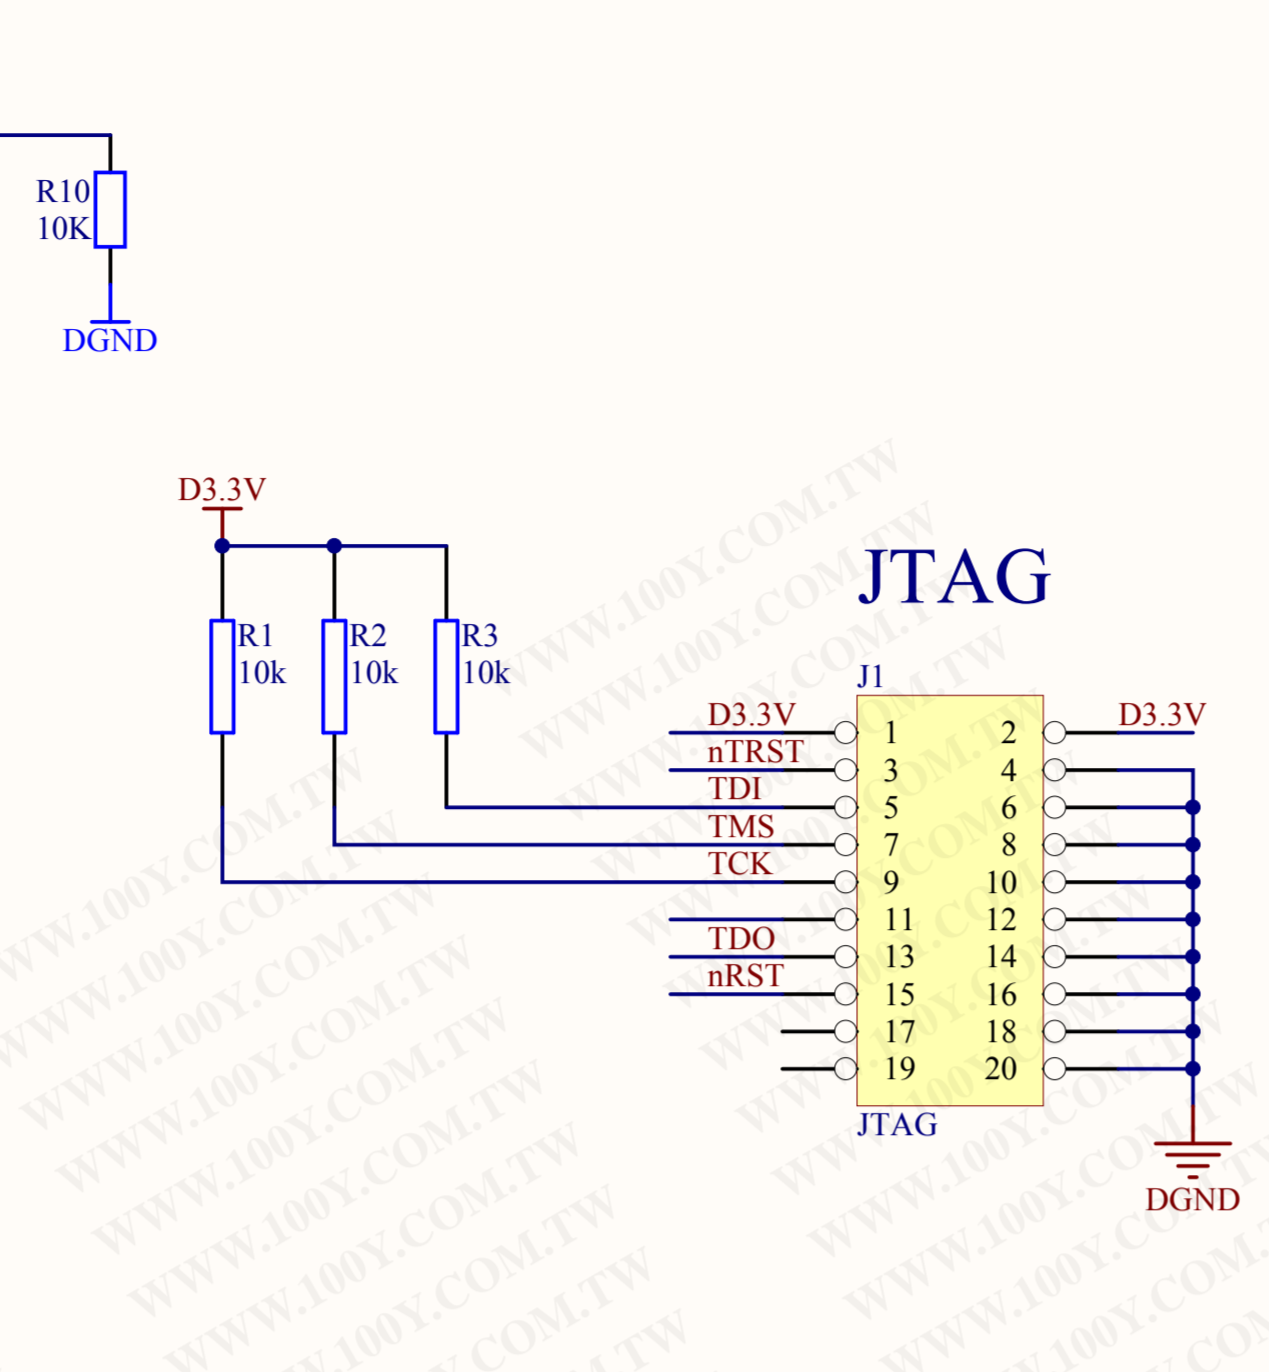 R10
10K
DGND
D3.3V
JTAG
R1
10k
R2
10k
R3
10k
J1
D3.3V
1
2
D3.3V
nTRST
3
4
TDI
5
6
TMS
7
8
TCK
9
10
11
12
TDO
13
14
nRST
15
16
17
18
19
20
JTAG
DGND
WWW.100Y.COM.TW